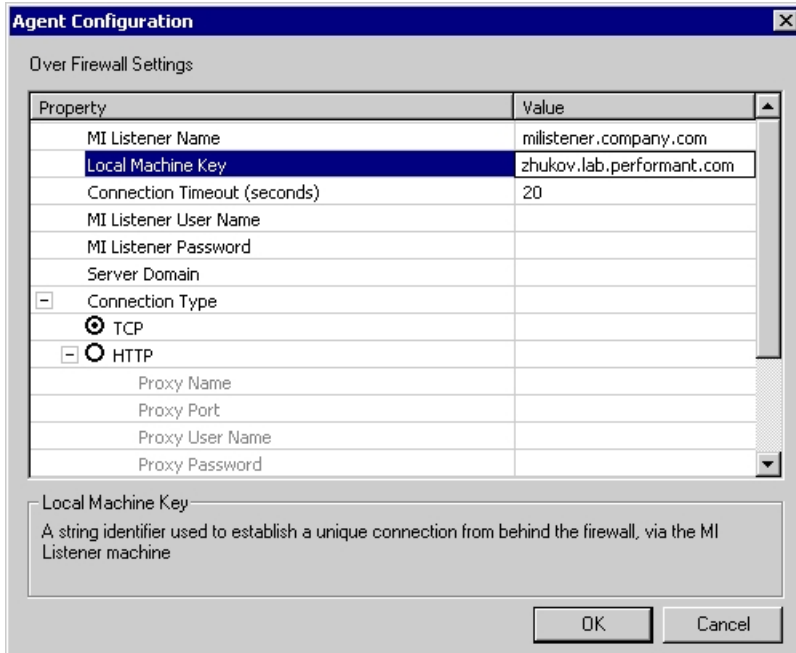 Agent Configuration
Over Firewall Settings
Property Value
MI Listener Name milistener.company.com
Local Machine Key zhukov.lab.performant.com
Connection Timeout (seconds) 20
MI Listener User Name
MI Listener Password
Server Domain
Connection Type
TCP
HTTP
Proxy Name
Proxy Port
Proxy User Name
Proxy Password
Local Machine Key
A string identifier used to establish a unique connection from behind the firewall, via the MI
Listener machine
OK Cancel